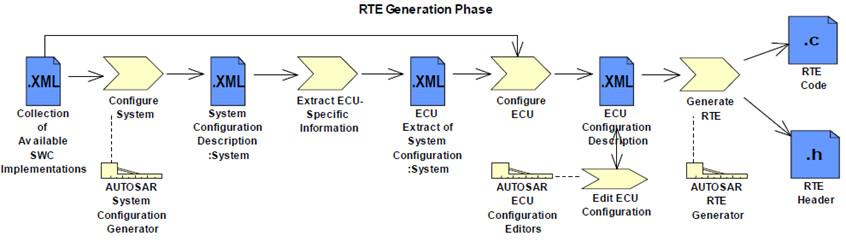 RTE Generation Phase
.XML
Collection
of
Available
SWC
Implementations
Configure
System
.XML
System
Configuration
Description
:System
Extract ECU-
Specific
Information
.XML
ECU
Extract of
System
Configuration
:System
Configure
ECU
.XML
ECU
Configuration
Description
Generate
RTE
.c
RTE
Code
.h
RTE
Header
AUTOSAR
System
Configuration
Generator
AUTOSAR
ECU
Configuration
Editors
Edit ECU
Configuration
AUTOSAR
RTE
Generator